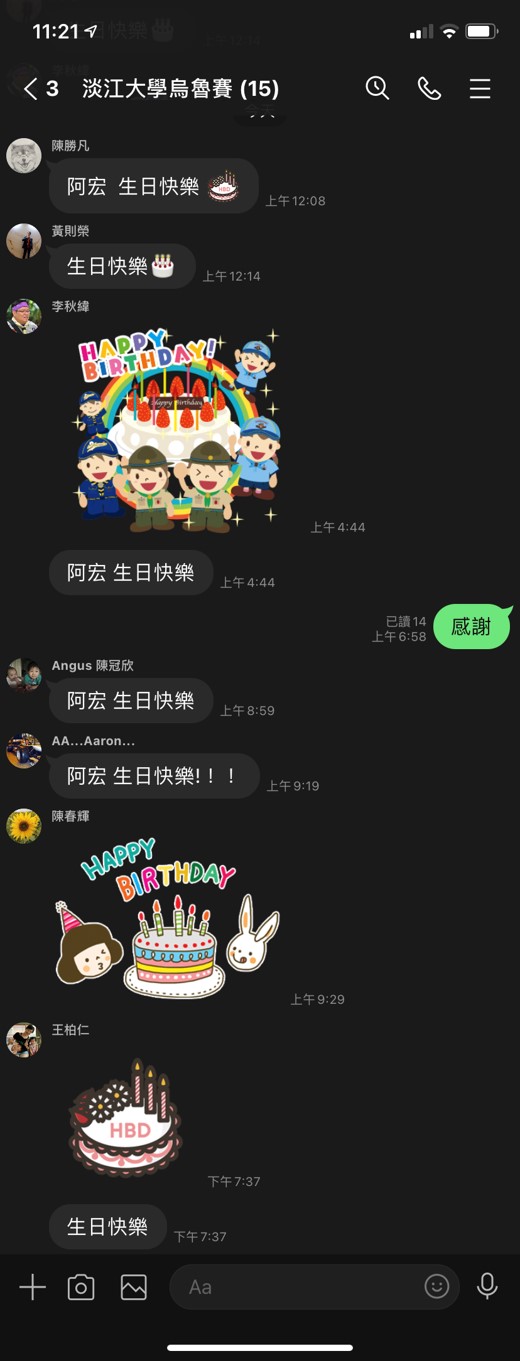 11:21
3 淡江大學烏魯賽 (15)
陳勝凡
阿宏 生日快樂 HBD
上午12:08
黃則榮
生日快樂
上午12:14
李秋緯
HAPPY
BIRTHDAY!
Happy Birthday
上午4:44
阿宏 生日快樂
上午4:44
已讀14
上午6:58
感謝
Angus 陳冠欣
阿宏 生日快樂
上午8:59
AA...Aaron...
阿宏 生日快樂!！！
上午9:19
陳春輝
HAPPY
BIRTHDAY
上午9:29
王柏仁
HBD
下午7:37
生日快樂
下午7:37
Aa